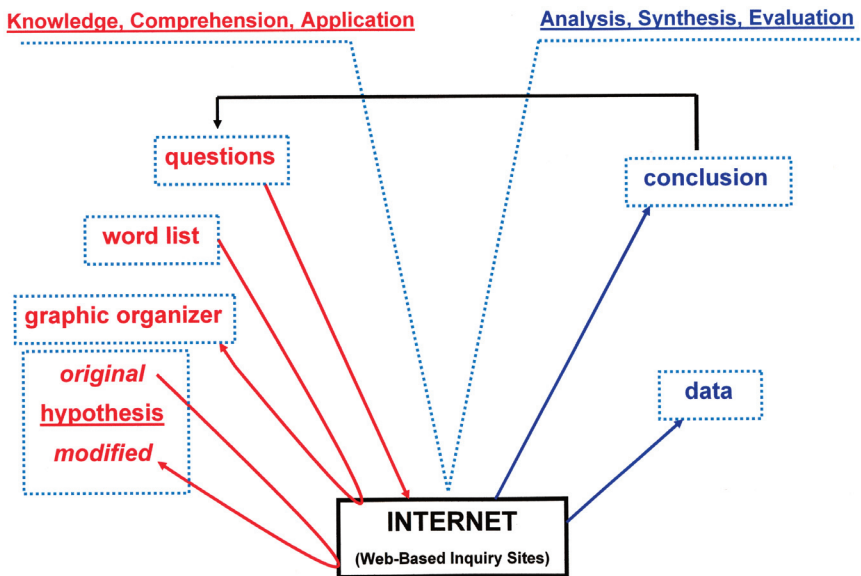 Knowledge, Comprehension, Application
Analysis, Synthesis, Evaluation
questions
conclusion
word list
graphic organizer
original
hypothesis
modified
data
INTERNET
(Web-Based Inquiry Sites)